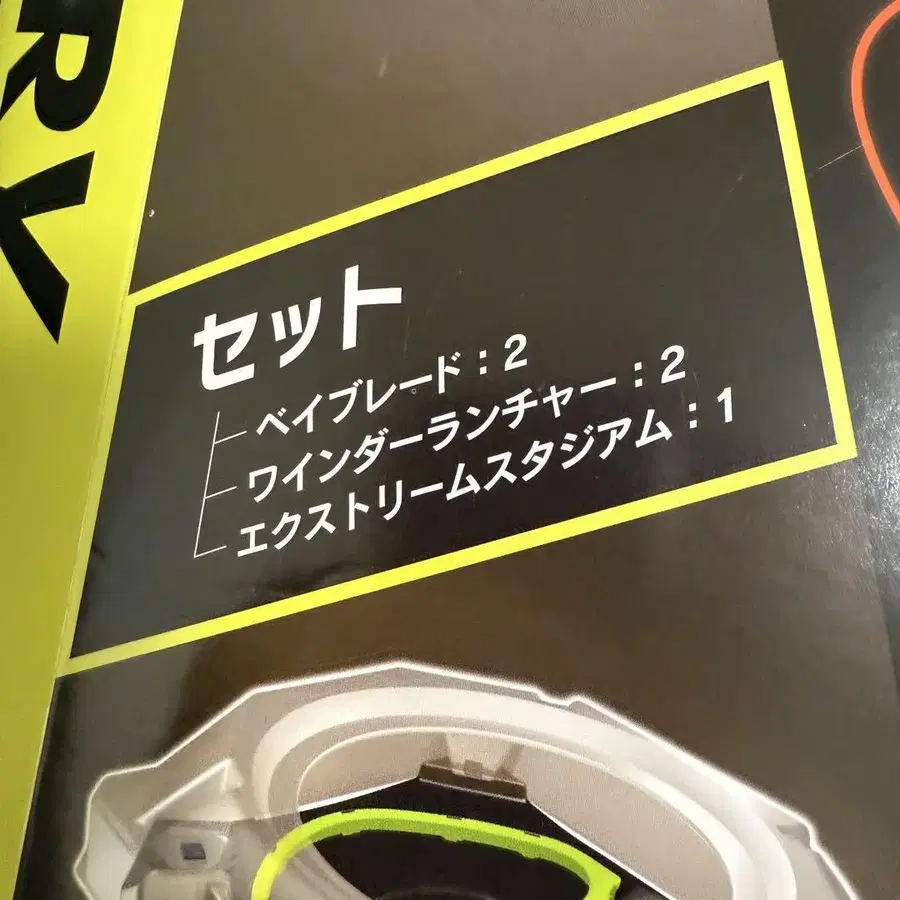 RY
セット
ベイブレード：2
ワインダーランチャー：2
エクストリームスタジアム：1